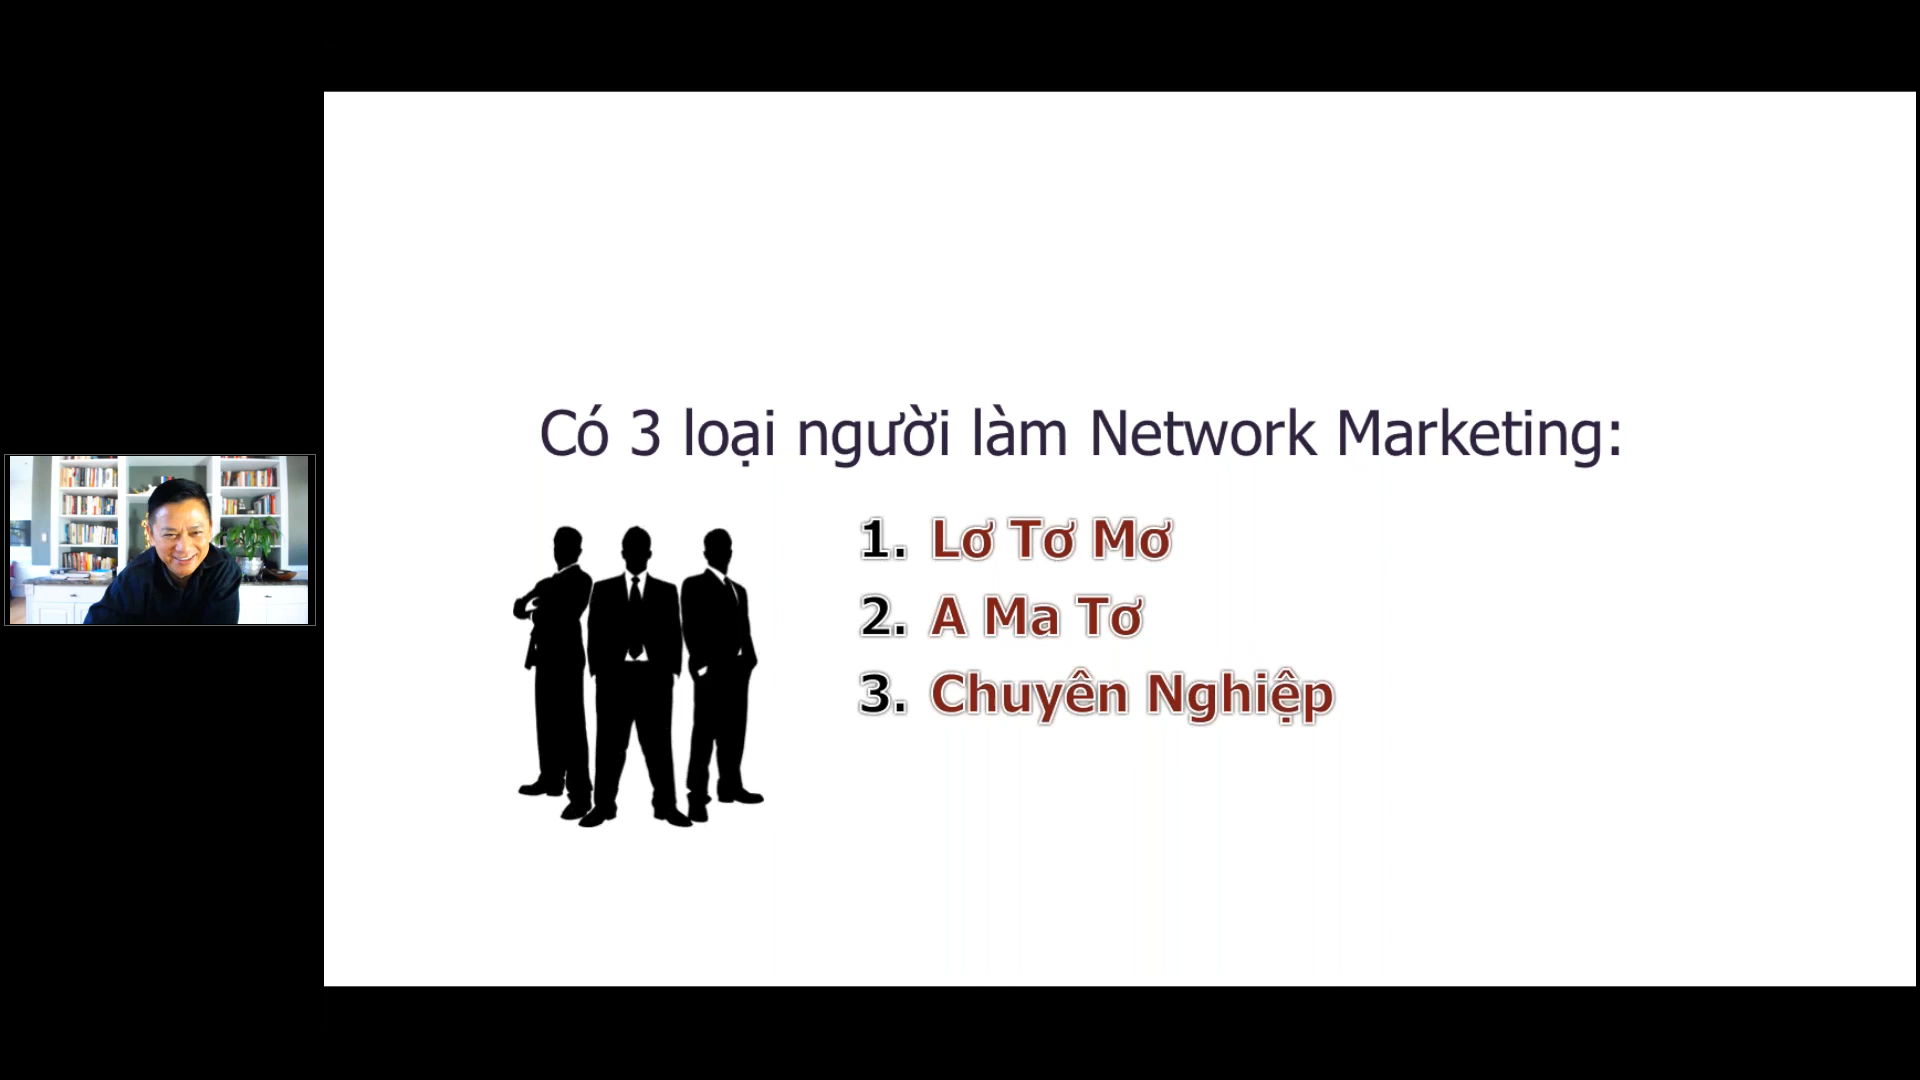 Có 3 loại người làm Network Marketing:
1. Lơ Tơ Mơ
2. A Ma Tơ
3. Chuyên Nghiệp